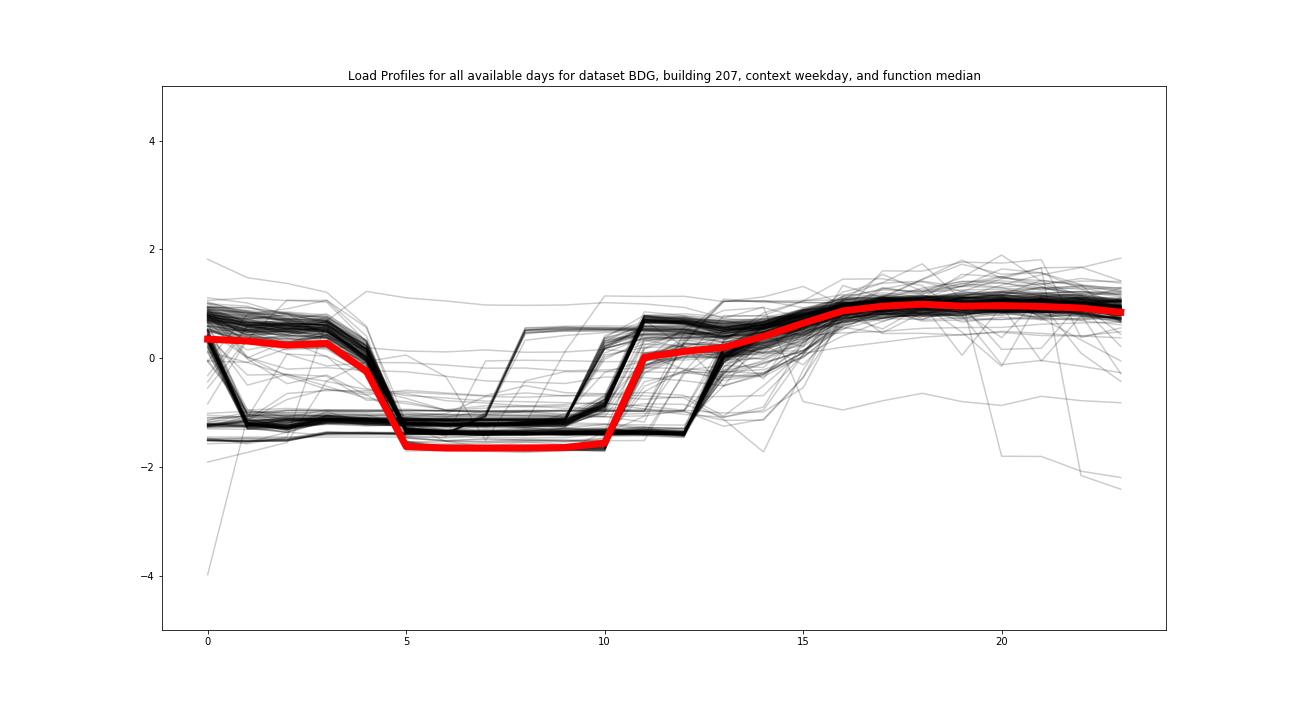 Load Profiles for all available days for dataset BDG, building 207, context weekday, and function median
4
2
0
−2
−4
0 5 10 15 20